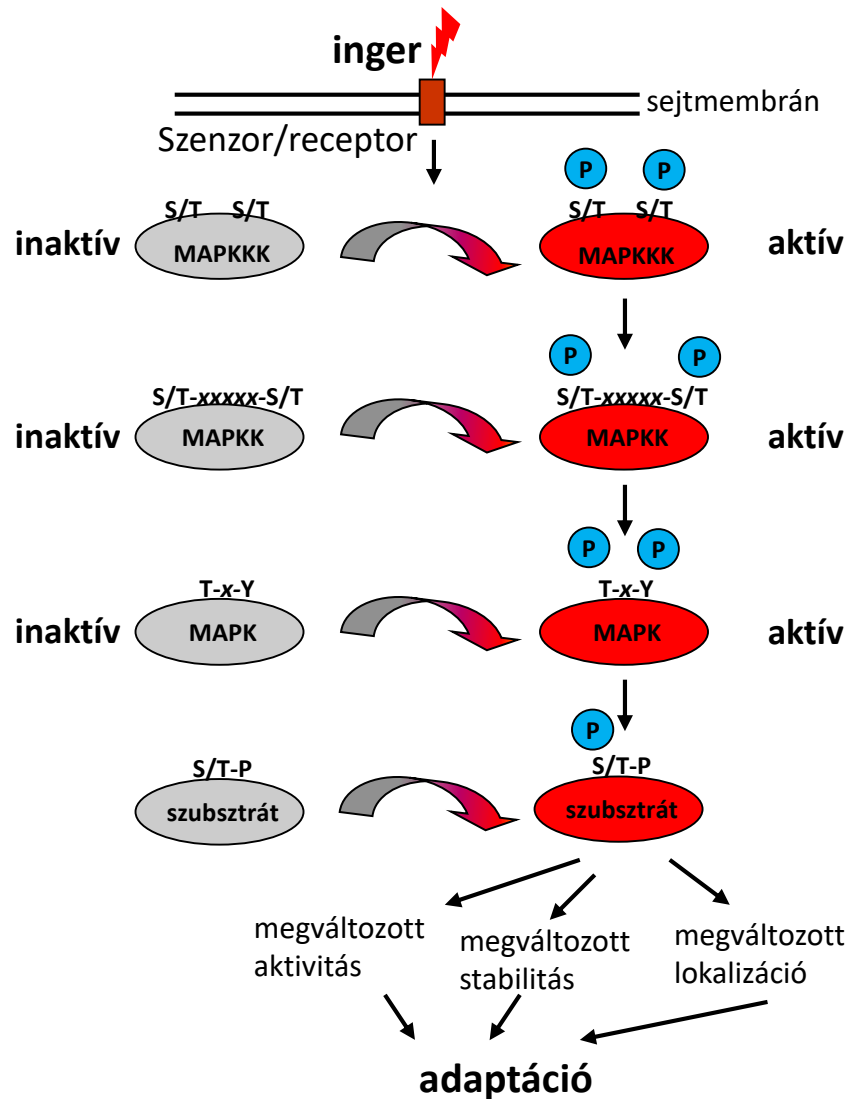 inger
sejtmembrán
Szenzor/receptor
P P
S/T S/T S/T S/T
inaktív MAPKKK MAPKKK aktív
P P
S/T-xxxxx-S/T S/T-xxxxx-S/T
inaktív MAPKK MAPKK aktív
P P
T-x-Y T-x-Y
inaktív MAPK MAPK aktív
P
S/T-P S/T-P
szubsztrát szubsztrát
megváltozott
aktivitás
megváltozott
stabilitás
megváltozott
lokalizáció
adaptáció